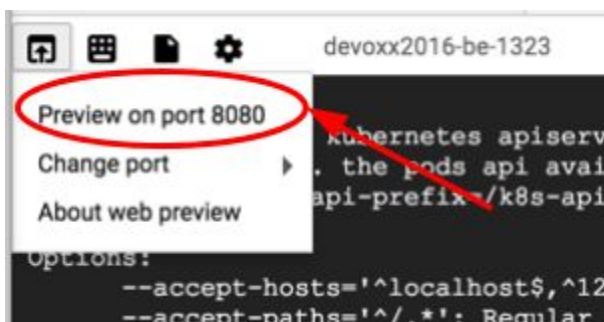 devoxx2016-be-1323
Preview on port 8080
kubernetes apiserv
Change port
. the pods api avai
About web preview
api-prefix=/k8s-api
Options:
--accept-hosts='^localhost$,^12
--accept-paths='^/.*': Regular